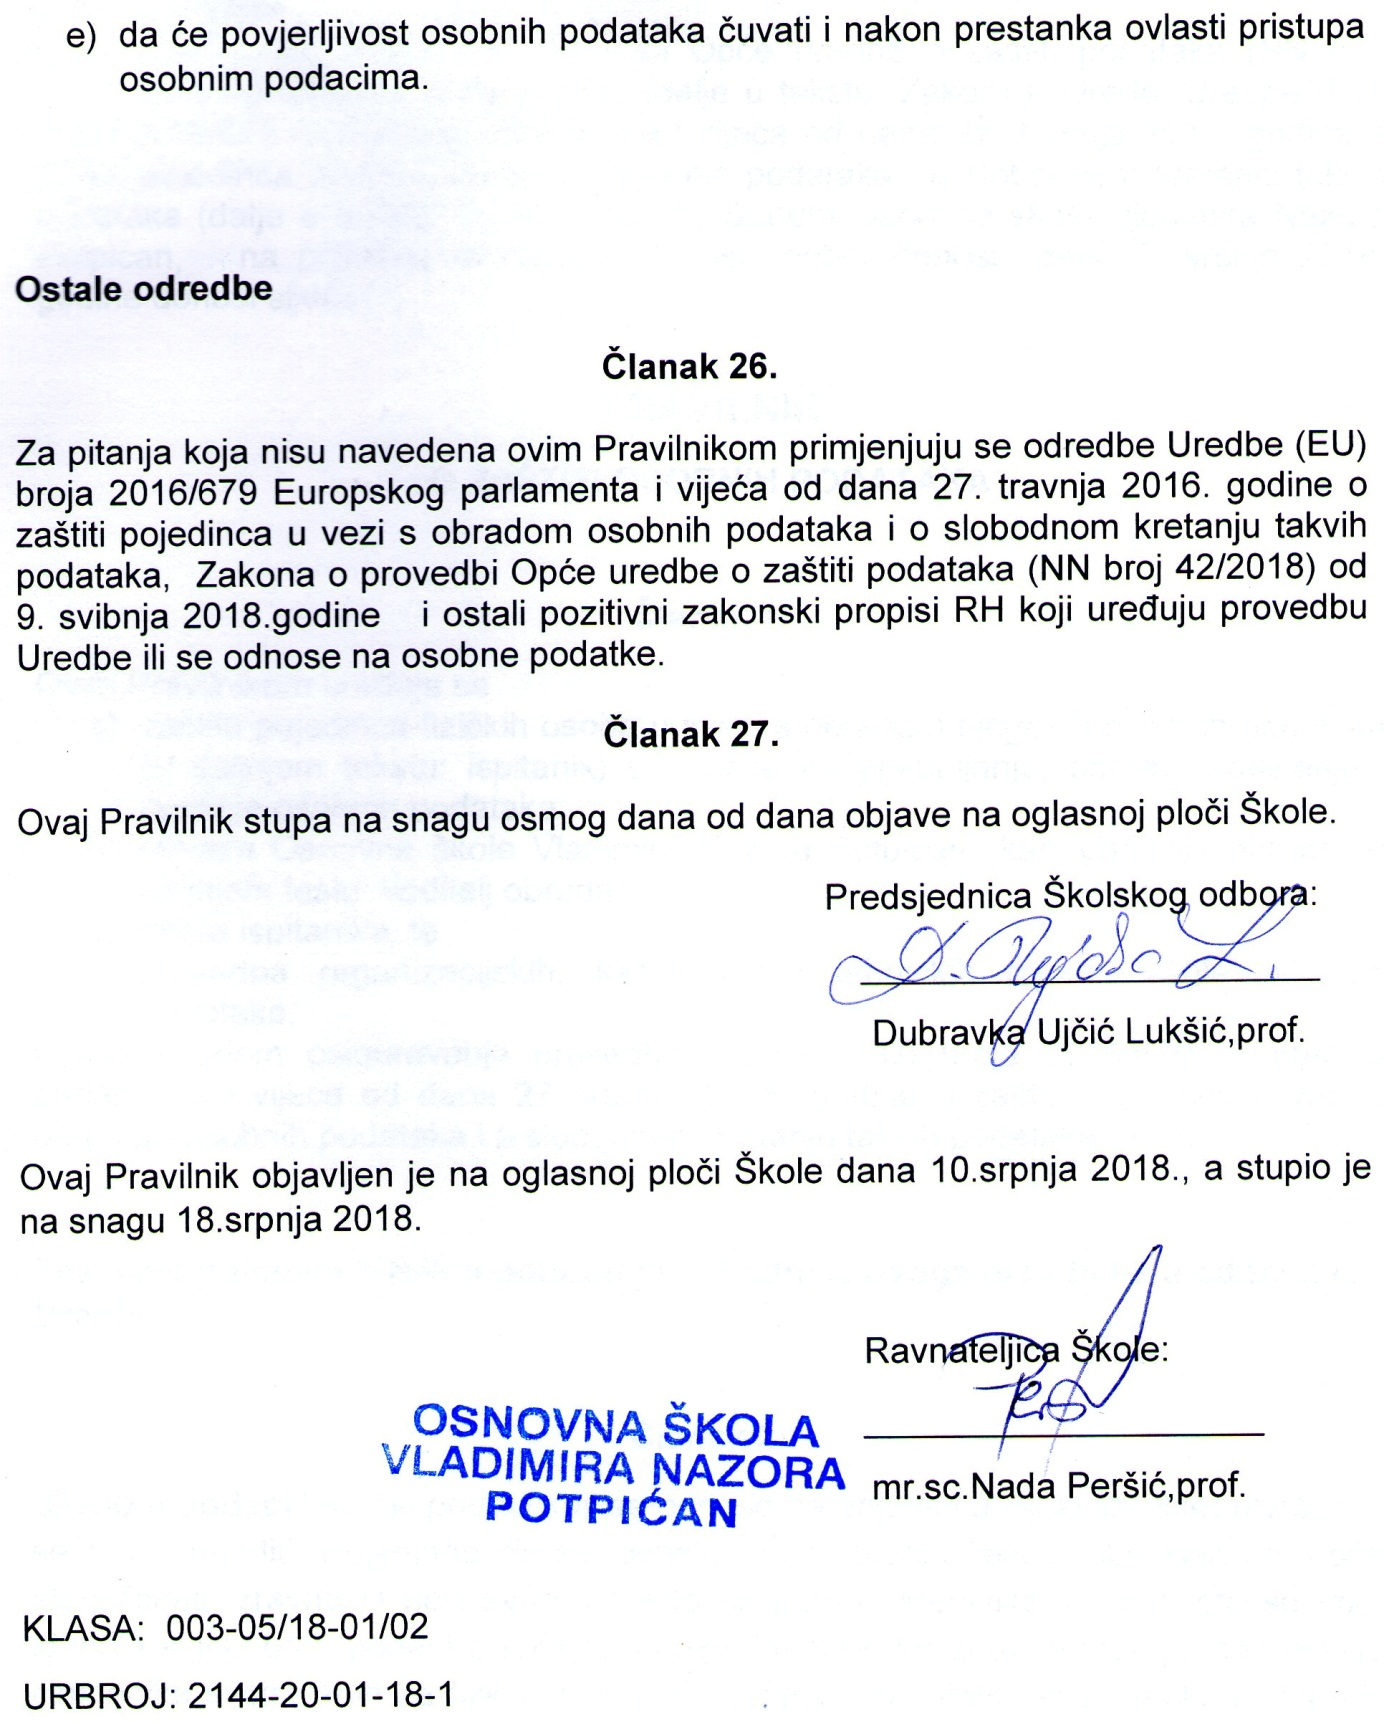 e) da će povjerljivost osobnih podataka čuvati i nakon prestanka ovlasti pristupa
osobnim podacima.
Ostale odredbe
Članak 26.
Za pitanja koja nisu navedena ovim Pravilnikom primjenjuju se odredbe Uredbe (EU)
broja 2016/679 Europskog parlamenta i vijeća od dana 27. travnja 2016. godine o
zaštiti pojedinca u vezi s obradom osobnih podataka i o slobodnom kretanju takvih
podataka, Zakona o provedbi Opće uredbe o zaštiti podataka (NN broj 42/2018) od
9. svibnja 2018.godine i ostali pozitivni zakonski propisi RH koji uređuju provedbu
Uredbe ili se odnose na osobne podatke.
Članak 27.
Ovaj Pravilnik stupa na snagu osmog dana od dana objave na oglasnoj ploči Škole.
Predsjednica Školskog odbora:
Dubravka Ujčić Lukšić,prof.
Ovaj Pravilnik objavljen je na oglasnoj ploči Škole dana 10.srpnja 2018., a stupio je
na snagu 18.srpnja 2018.
Ravnateljica Škole:
OSNOVNA ŠKOLA
VLADIMIRA NAZORA
POTPIĆAN
mr.sc.Nada Peršić,prof.
KLASA: 003-05/18-01/02
URBROJ: 2144-20-01-18-1